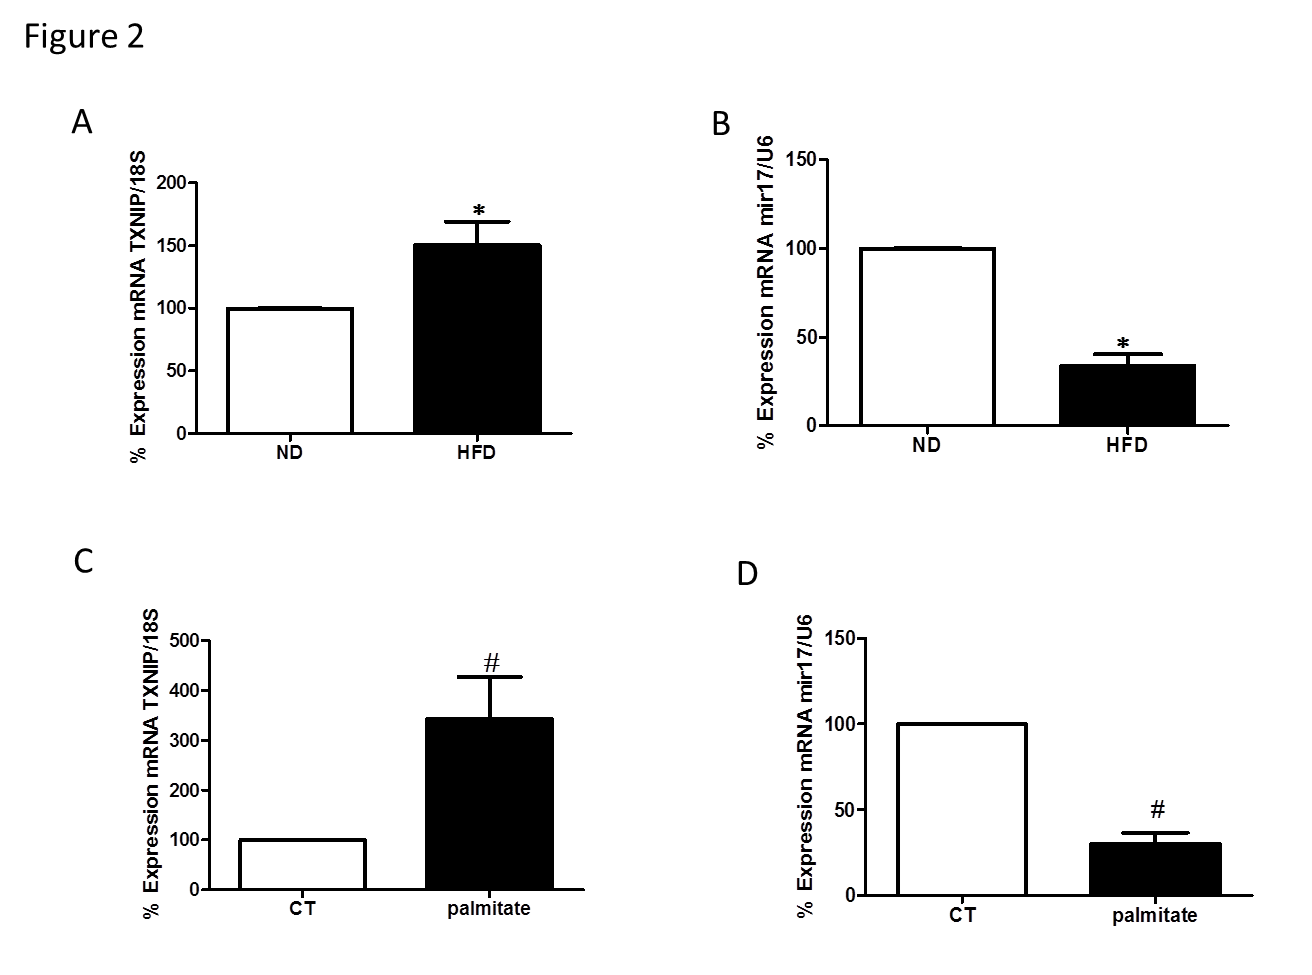 Figure 2
A
% Expression mRNA TXNIP/18S
200
150
100
50
0
*
ND
HFD
B
% Expression mRNA mir17/U6
150
100
50
0
*
ND
HFD
C
% Expression mRNA TXNIP/18S
500
400
300
200
100
0
#
CT
palmitate
D
% Expression mRNA mir17/U6
150
100
50
0
#
CT
palmitate